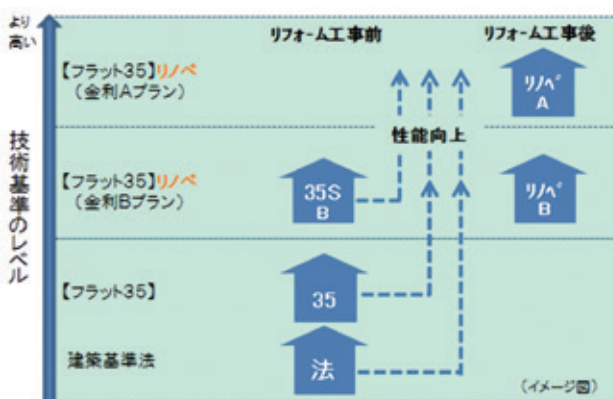 より
高い
リフォーム工事前
リフォーム工事後
【フラット35】リノベ
(金利Aプラン)
リノベ
A
性能向上
【フラット35】リノベ
(金利Bプラン)
35S
B
リノベ
B
技術基準のレベル
【フラット35】
35
建築基準法
法
(イメージ図)